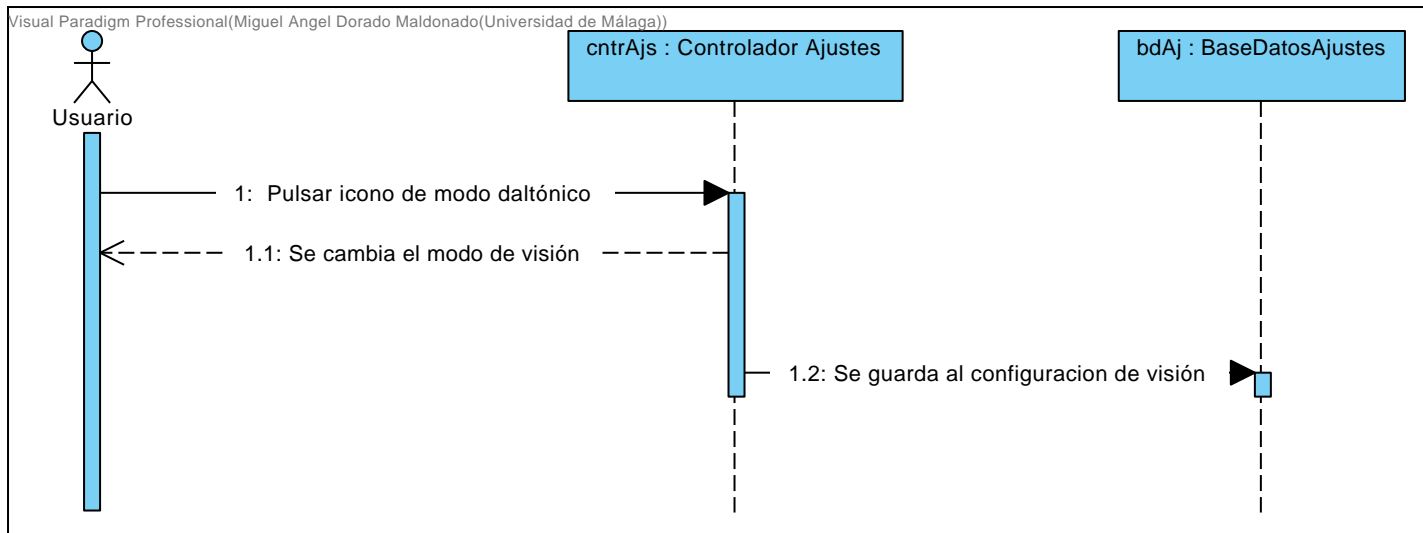 Visual Paradigm Professional(Miguel Angel Dorado Maldonado(Universidad de Málaga))
cntrAjs : Controlador Ajustes
bdAj : BaseDatosAjustes
Usuario
1:  Pulsar icono de modo daltónico
1.1: Se cambia el modo de visión
1.2: Se guarda al configuracion de visión